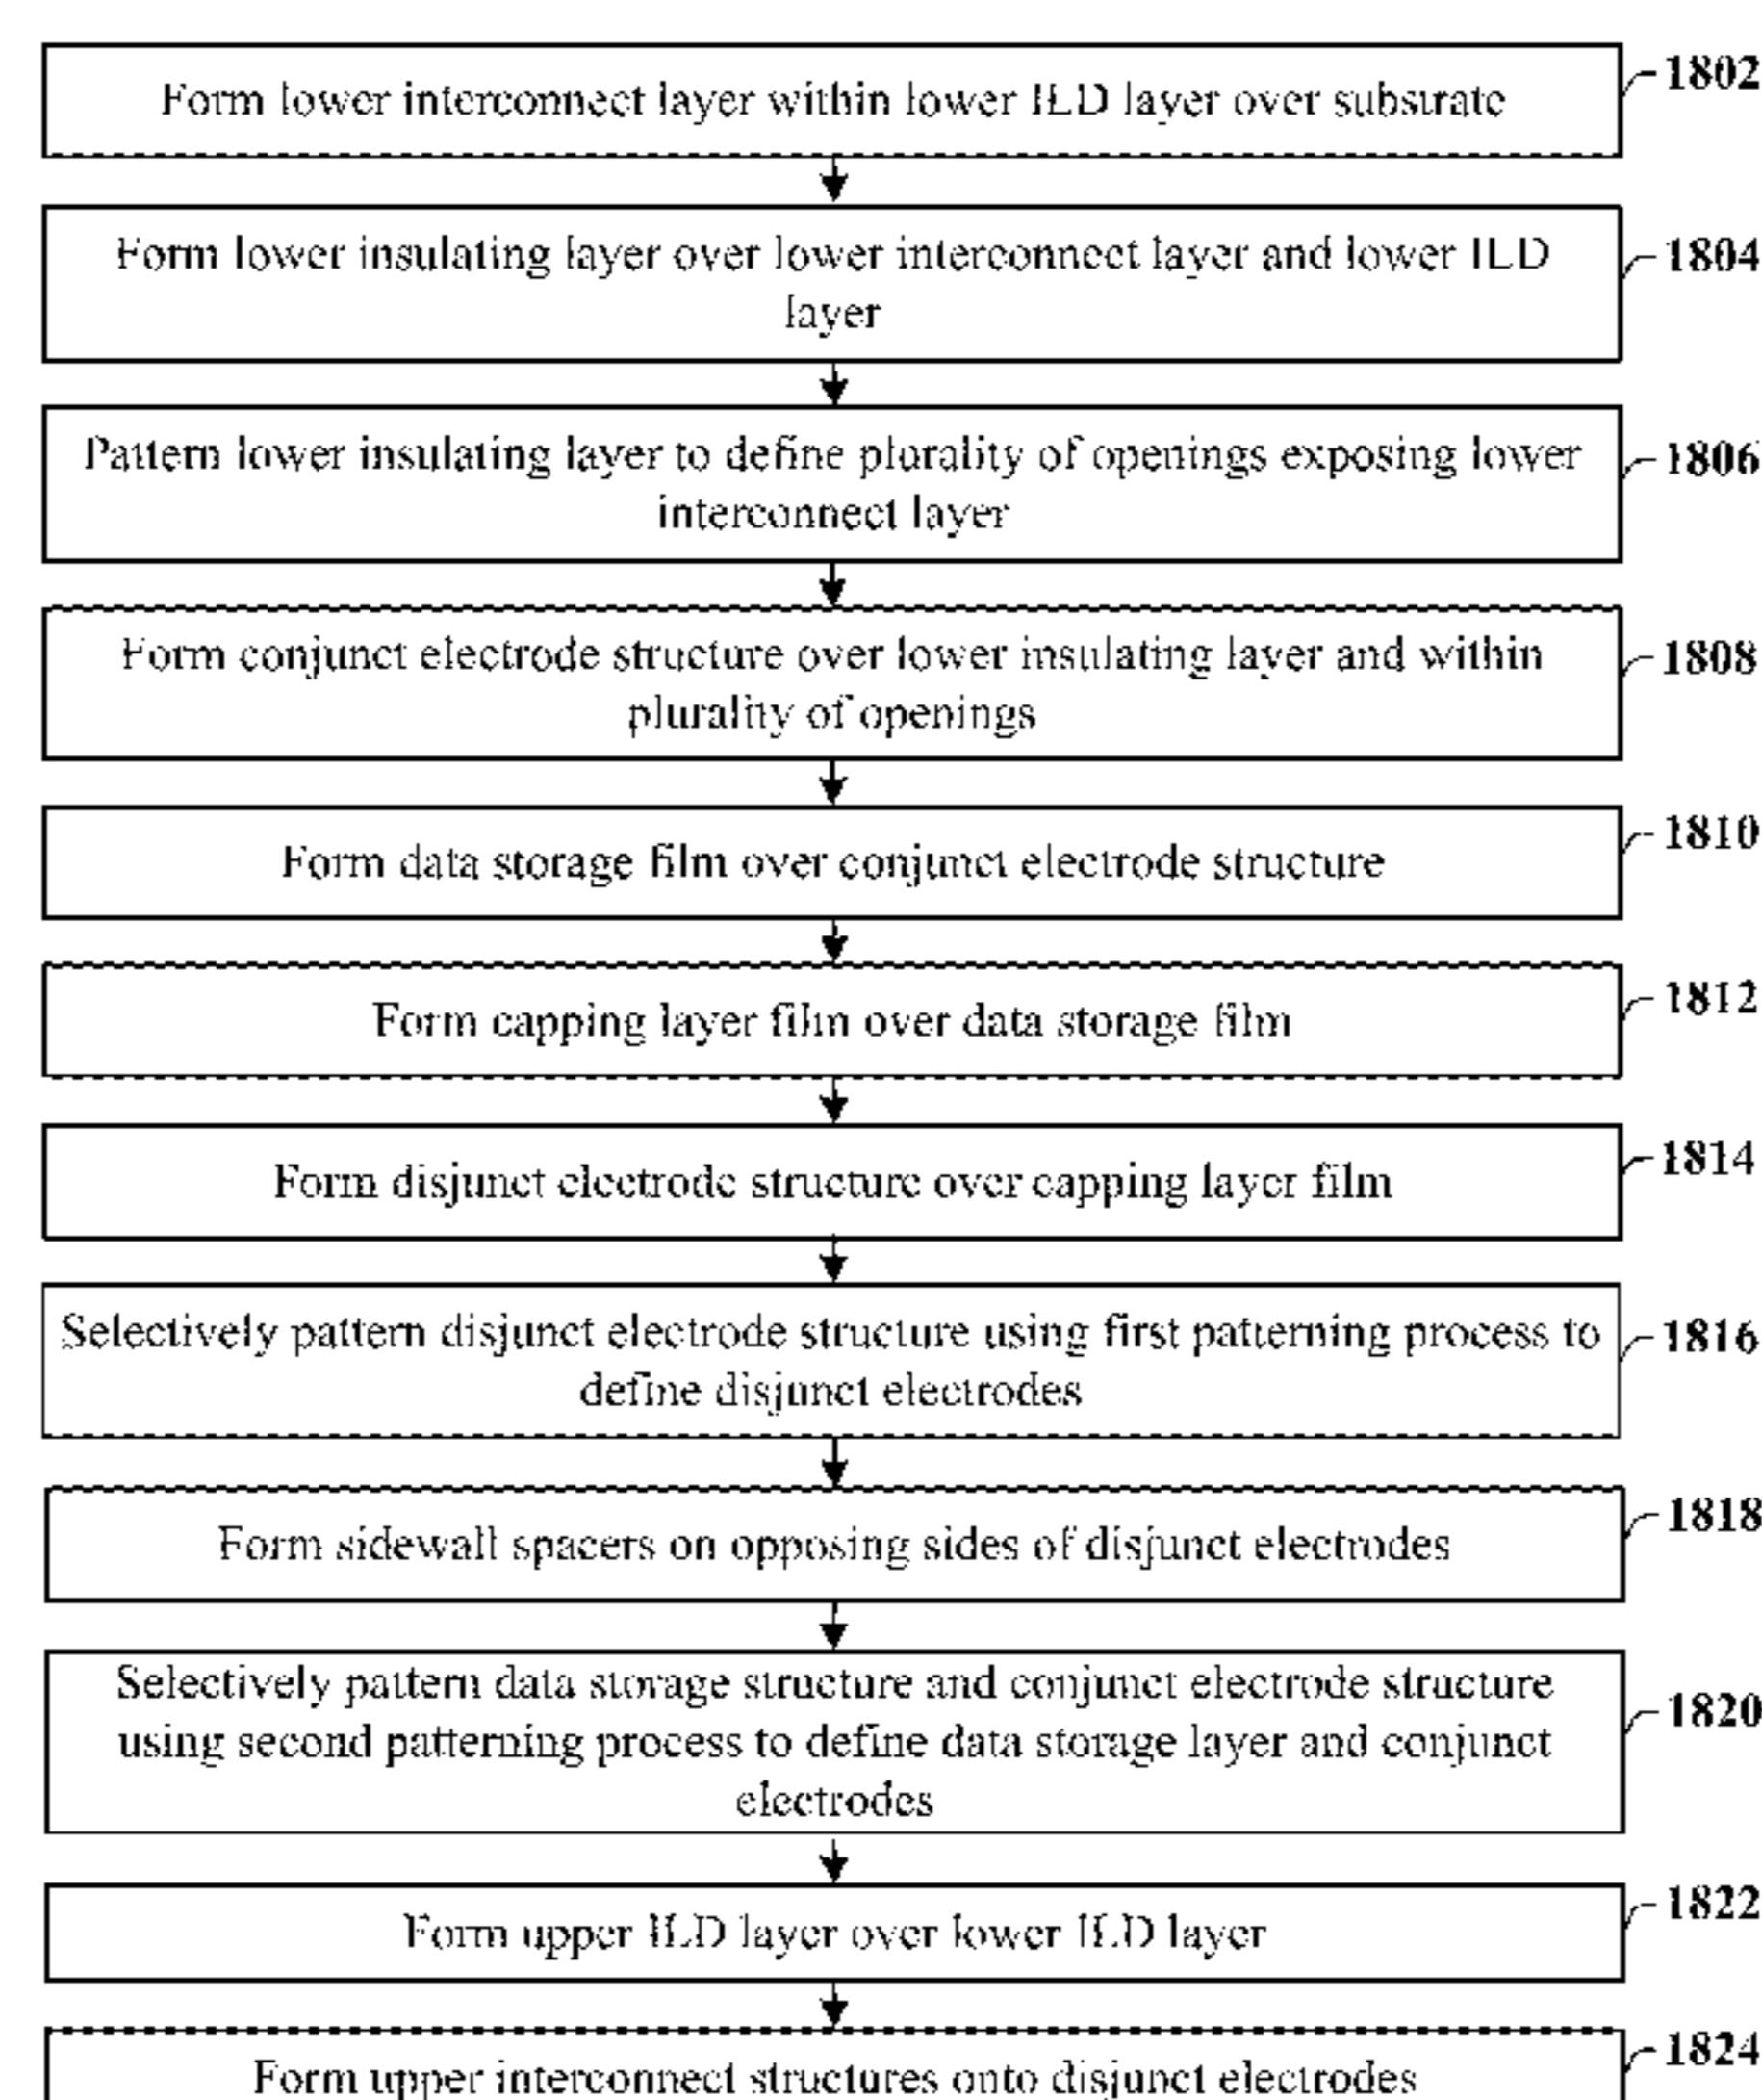 Form lower interconnect layer within lower ILD layer over substrate
1802
Form lower insulating layer over lower interconnect layer and lower ILD
layer
1804
Pattern lower insulating layer to define plurality of openings exposing lower
interconnect layer
1806
Form conjunct electrode structure over lower insulating layer and within
plurality of openings
1808
Form data storage film over conjunct electrode structure
1810
Form capping layer film over data storage film
1812
Form disjunct electrode structure over capping layer film
1814
Selectively pattern disjunct electrode structure using first patterning process to
define disjunct electrodes
1816
Form sidewall spacers on opposing sides of disjunct electrodes
1818
Selectively pattern data storage structure and conjunct electrode structure
using second patterning process to define data storage layer and conjunct
electrodes
1820
Form upper ILD layer over lower ILD layer
1822
Form upper interconnect structures onto disjunct electrodes
1824